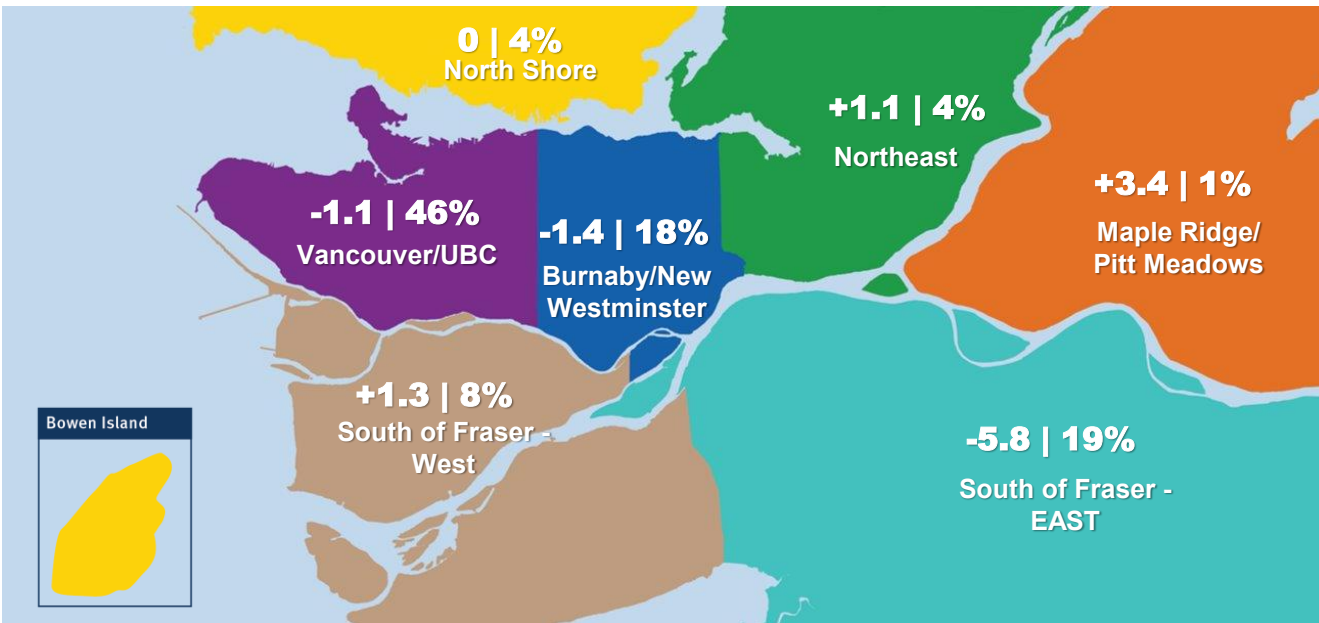 0 | 4%
North Shore
+1.1 | 4%
Northeast
+3.4 | 1%
Maple Ridge/
Pitt Meadows
-1.1 | 46%
Vancouver/UBC
-1.4 | 18%
Burnaby/New
Westminster
+1.3 | 8%
South of Fraser -
West
-5.8 | 19%
South of Fraser -
EAST
Bowen Island